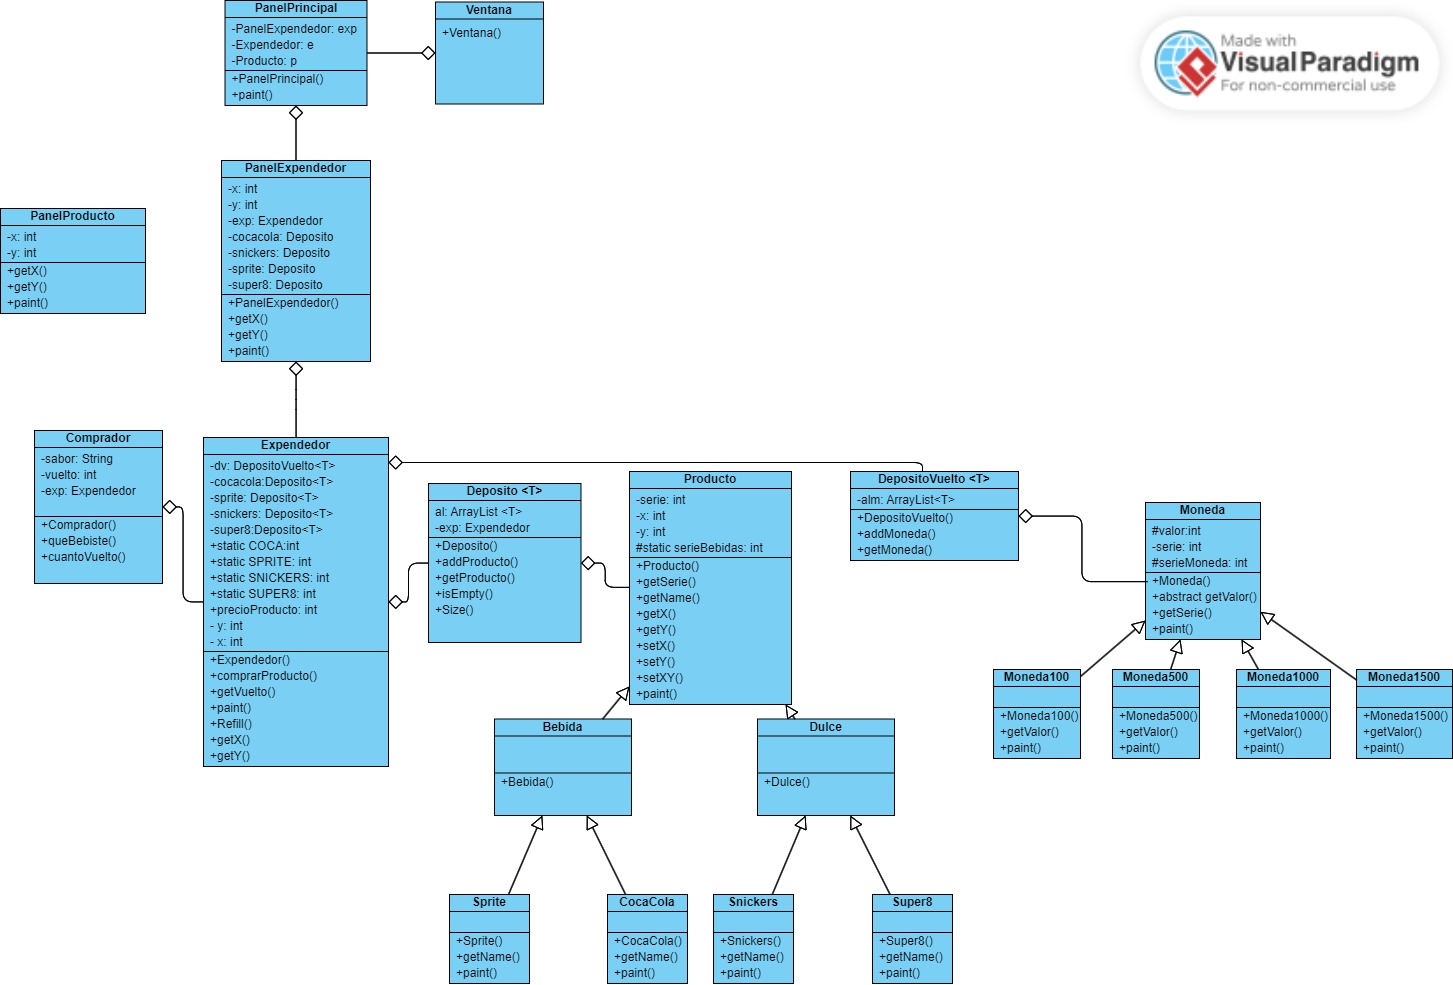 PanelPrincipal
-PanelExpendedor: exp
-Expendedor: e
-Producto: p
+PanelPrincipal()
+paint()
Ventana
+Ventana()
Made with
VisualParadigm
For non-commercial use
PanelExpendedor
-x: int
-y: int
-exp: Expendedor
-cocacola: Deposito
-snickers: Deposito
-sprite: Deposito
-super8: Deposito
+PanelExpendedor()
+getX()
+getY()
+paint()
PanelProducto
-x: int
-y: int
+getX()
+getY()
+paint()
Comprador
-sabor: String
-vuelto: int
-exp: Expendedor
+Comprador()
+queBebiste()
+cuantoVuelto()
Expendedor
-dv: DepositoVuelto<T>
-cocacola:Deposito<T>
-sprite: Deposito<T>
-snickers: Deposito<T>
-super8:Deposito<T>
+static COCA:int
+static SPRITE: int
+static SNICKERS: int
+static SUPER8: int
+precioProducto: int
- y: int
- x: int
+Expendedor()
+comprarProducto()
+getVuelto()
+paint()
+Refill()
+getX()
+getY()
Deposito <T>
al: ArrayList <T>
-exp: Expendedor
+Deposito()
+addProducto()
+getProducto()
+isEmpty()
+Size()
Producto
-serie: int
-x: int
-y: int
#static serieBebidas: int
+Producto()
+getSerie()
+getName()
+getX()
+getY()
+setX()
+setY()
+setXY()
+paint()
DepositoVuelto <T>
-alm: ArrayList<T>
+DepositoVuelto()
+addMoneda()
+getMoneda()
Moneda
#valor:int
-serie: int
#serieMoneda: int
+Moneda()
+abstract getValor()
+getSerie()
+paint()
Moneda100
+Moneda100()
+getValor()
+paint()
Moneda500
+Moneda500()
+getValor()
+paint()
Moneda1000
+Moneda1000()
+getValor()
+paint()
Moneda1500
+Moneda1500()
+getValor()
+paint()
Bebida
+Bebida()
Dulce
+Dulce()
Sprite
+Sprite()
+getName()
+paint()
CocaCola
+CocaCola()
+getName()
+paint()
Snickers
+Snickers()
+getName()
+paint()
Super8
+Super8()
+getName()
+paint()